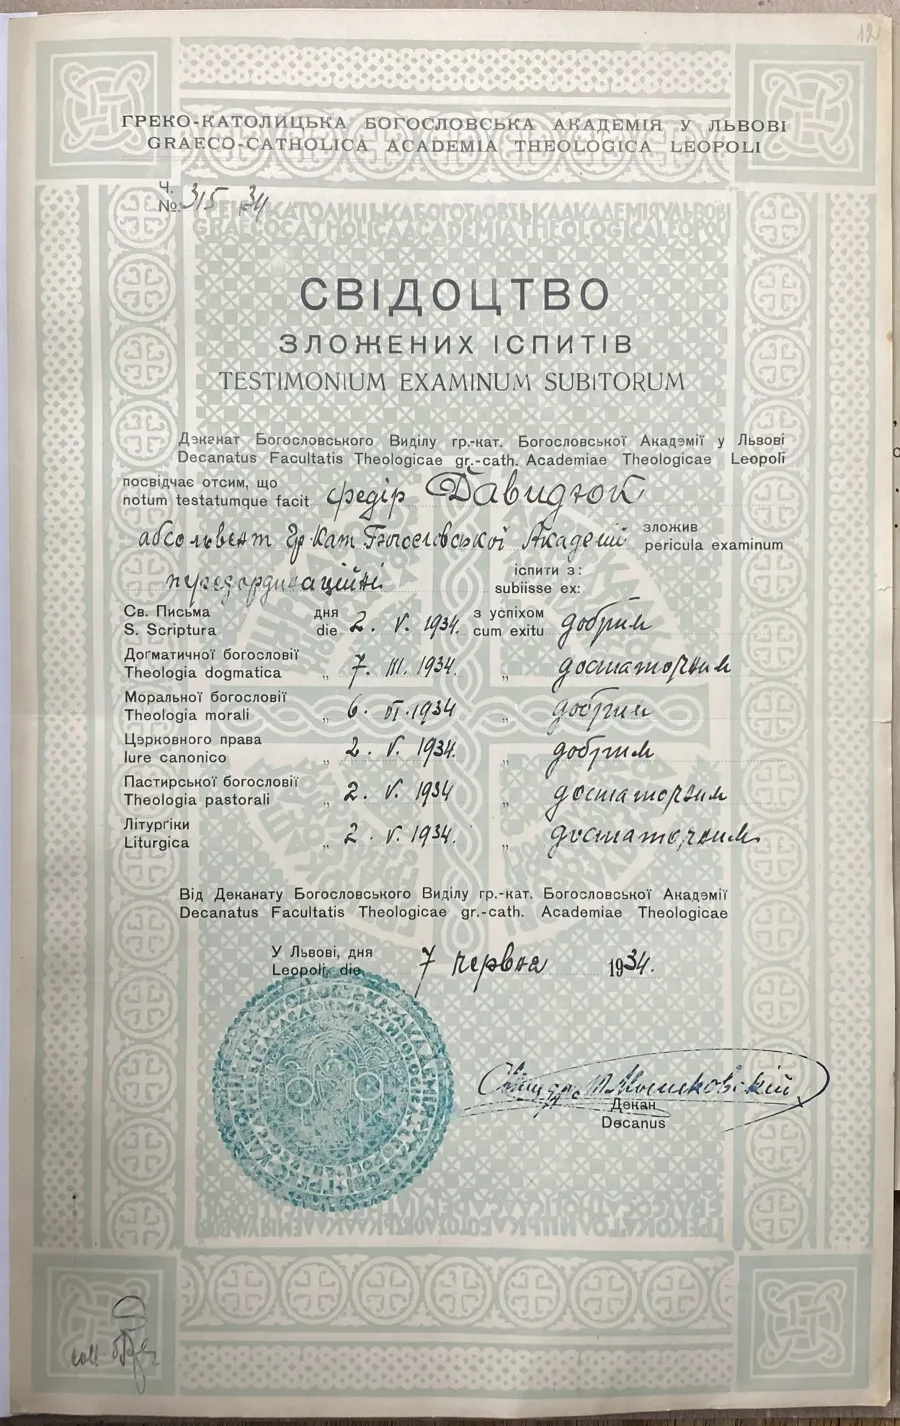 12
ГРЕКО-КАТОЛИЦЬКА БОГОСЛОВСЬКА АКАДЕМІЯ У ЛЬВОВІ
GRAECO-CATHOLICA ACADEMIA THEOLOGICA LEOPOLI
Ч.
№: 315 34
СВІДОЦТВО
ЗЛОЖЕНИХ ІСПИТІВ
TESTIMONIUM EXAMINUM SUBITORUM
Деканат Богословського Виділу гр.-кат. Богословської Академії у Львові
Decanatus Facultatis Theologicae gr.-cath. Academiae Theologicae Leopoli
посвідчає отсим, що
notum testatumque facit Федір Давидюк
абсольвент Гр. Кат. Богословської Академії зложив
pericula examinum
передординаційні іспити з:
subiisse ex:
Св. Письма дня з успіхом
S. Scriptura die 2. V. 1934. cum exitu добрим
Догматичної богословії
Theologia dogmatica „ 7. III. 1934. „ достаточним
Моральної богословії
Theologia morali „ 6. VI. 1934 „ добрим
Церковного права
Iure canonico „ 2. V. 1934. „ добрим
Пастирської богословії
Theologia pastorali „ 2. V. 1934 „ достаточним
Літурґіки
Liturgica „ 2. V. 1934. „ достаточним
Від Деканату Богословського Виділу гр.-кат. Богословської Академії
Decanatus Facultatis Theologicae gr.-cath. Academiae Theologicae
У Львові, дня
Leopoli, die 7 червня 1934.
Декан
Decanus